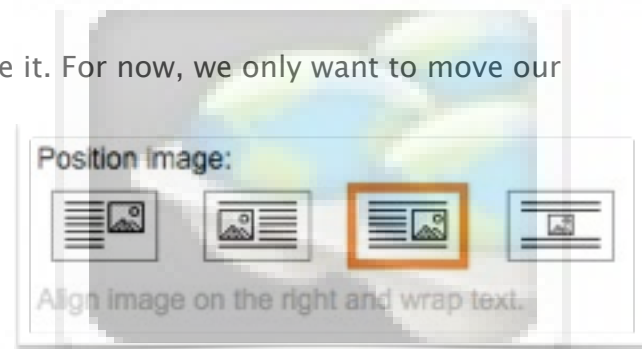 e it. For now, we only want to move our
Position image:
Align image on the right and wrap text.